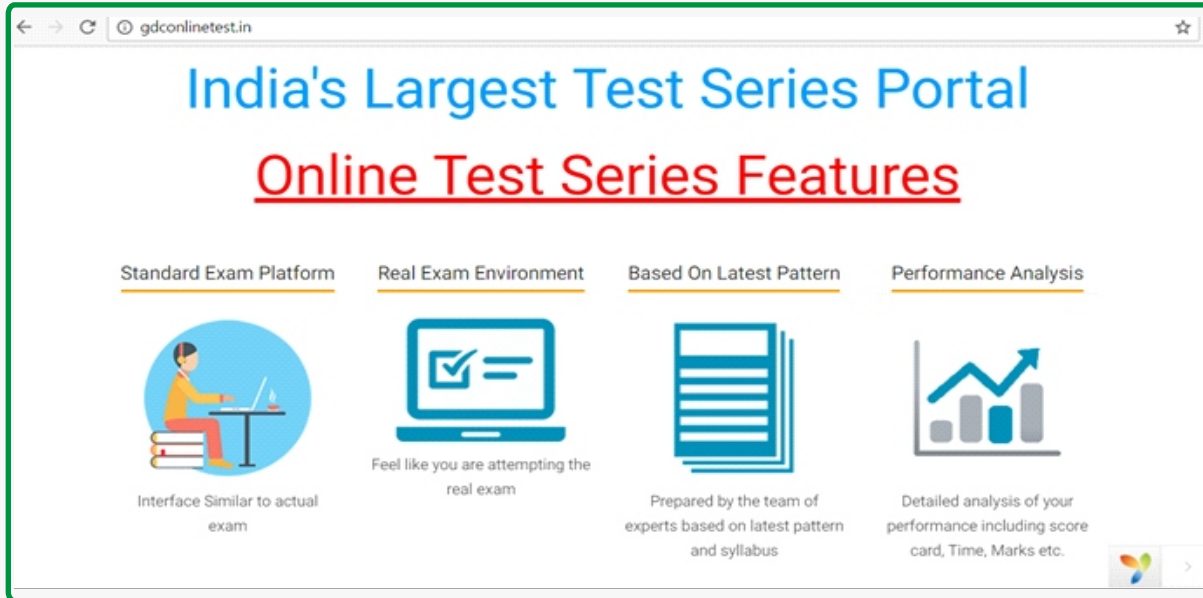 gdconlinetest.in
India's Largest Test Series Portal
Online Test Series Features
Standard Exam Platform
Interface Similar to actual
exam
Real Exam Environment
Feel like you are attempting the
real exam
Based On Latest Pattern
Prepared by the team of
experts based on latest pattern
and syllabus
Performance Analysis
Detailed analysis of your
performance including score
card, Time, Marks etc.